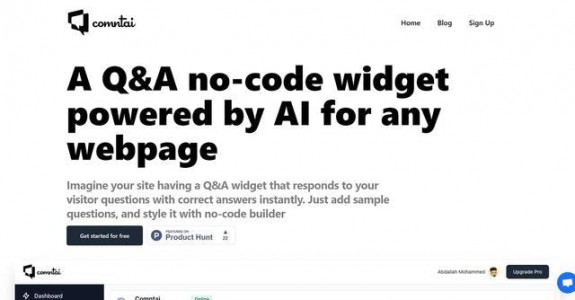 comntai
Home Blog Sign Up
A Q&A no-code widget
powered by AI for any
webpage
Imagine your site having a Q&A widget that responds to your
visitor questions with correct answers instantly. Just add sample
questions, and style it with no-code builder
Get started for free
FEATURED ON
Product Hunt
22
comntai
Abdallah Mohammed
Upgrade Pro
Dashboard
Comntai
Online